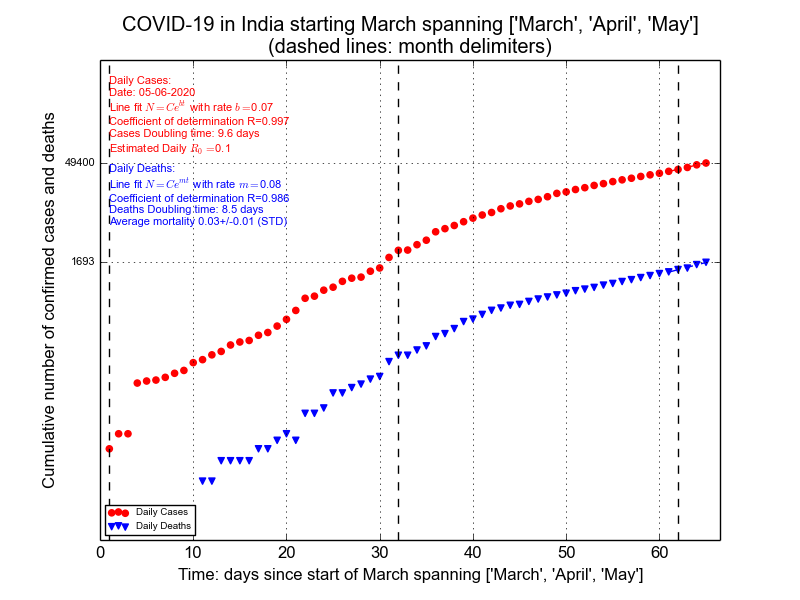 COVID-19 in India starting March spanning ['March', 'April', 'May']
(dashed lines: month delimiters)
Daily Cases:
Date: 05-06-2020
Line fit N = Ce^{bt} with rate b =0.07
Coefficient of determination R=0.997
Cases Doubling time: 9.6 days
Estimated Daily R_0 =0.1
Daily Deaths:
Line fit N = Ce^{mt} with rate m =0.08
Coefficient of determination R=0.986
Deaths Doubling time: 8.5 days
Average mortality 0.03+/-0.01 (STD)
49400
1693
Cumulative number of confirmed cases and deaths
Daily Cases
Daily Deaths
0 10 20 30 40 50 60
Time: days since start of March spanning ['March', 'April', 'May']